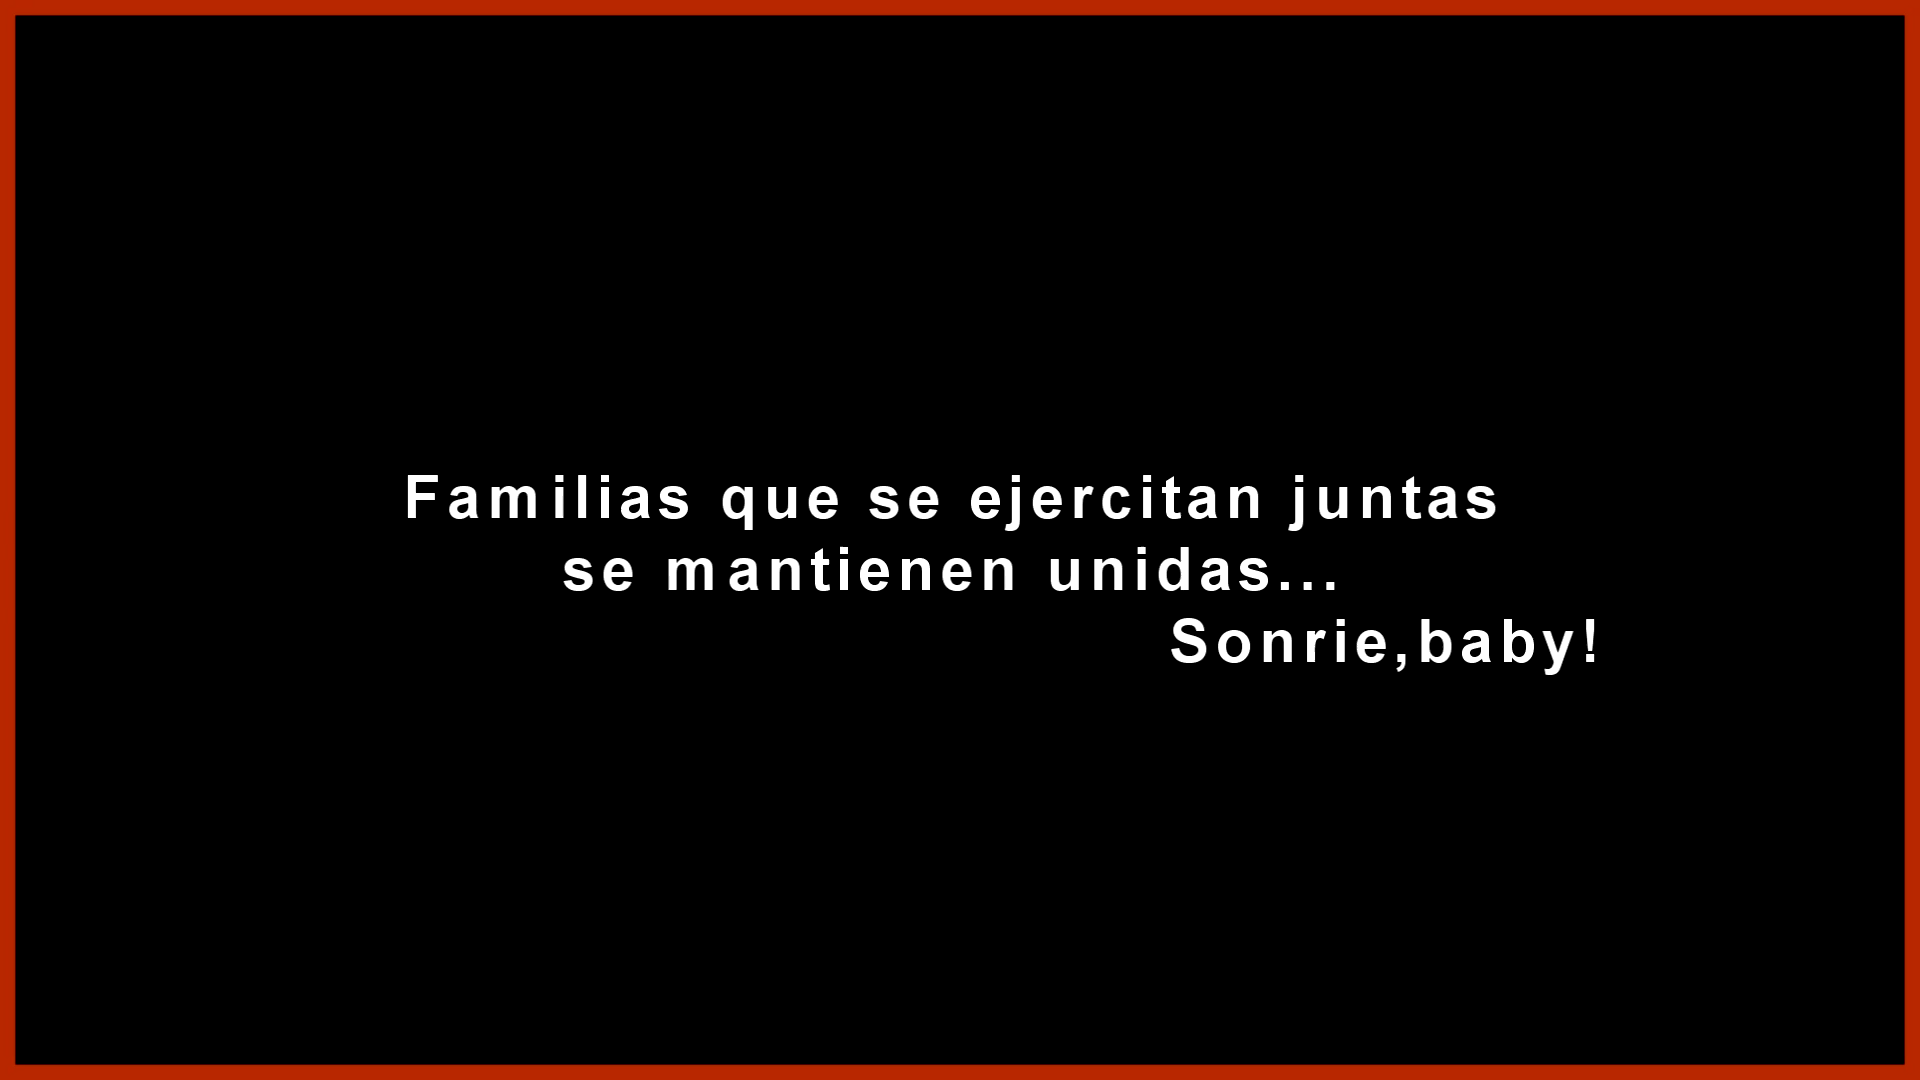 Familias que se ejercitan juntas
se mantienen unidas...
Sonrie,baby!